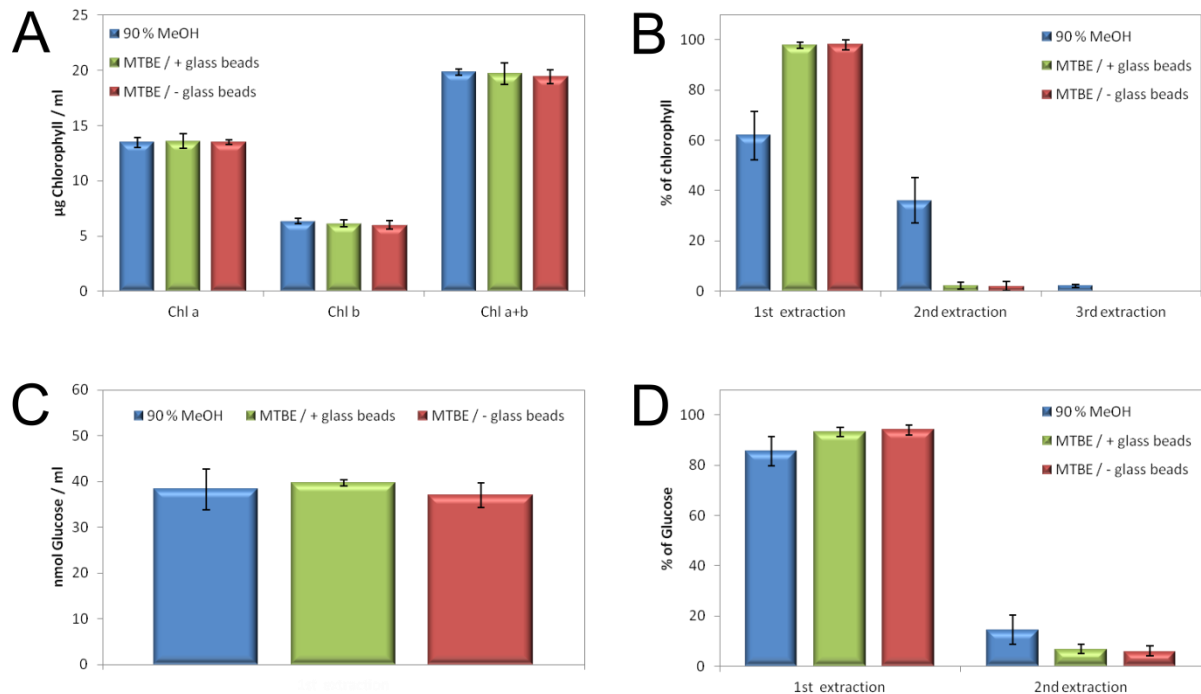 A
25
20
15
10
5
0
µg Chlorophyll / ml
90 % MeOH
MTBE / + glass beads
MTBE / - glass beads
Chl a
Chl b
Chl a+b
B
100
80
60
40
20
0
% of chlorophyll
90 % MeOH
MTBE / + glass beads
MTBE / - glass beads
1st extraction
2nd extraction
3rd extraction
C
60
50
40
30
20
10
0
nmol Glucose / ml
90 % MeOH MTBE / + glass beads MTBE / - glass beads
D
100
80
60
40
20
0
% of Glucose
90 % MeOH
MTBE / + glass beads
MTBE / - glass beads
1st extraction
2nd extraction